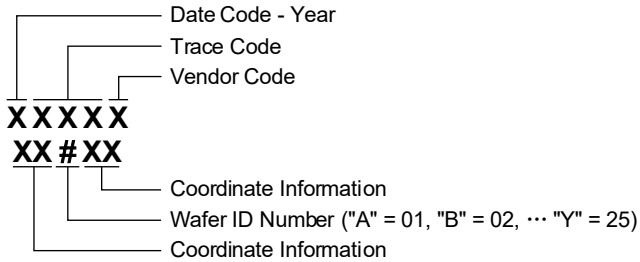 Date Code - Year
Trace Code
Vendor Code
X X X X X
XX # XX
Coordinate Information
Wafer ID Number ("A" = 01, "B" = 02, ··· "Y" = 25)
Coordinate Information